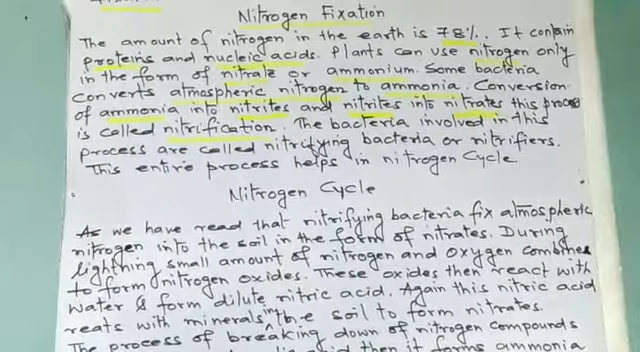 Nitrogen Fixation
The amount of nitrogen in the earth is 78%. It contain
proteins and nucleic acids. Plants can use nitrogen only
in the form of nitrate or ammonium. Some bacteria
converts atmospheric nitrogen to ammonia. Conversion
of ammonia into nitrites and nitrites into nitrates this process
is called nitrification. The bacteria involved in this
process are called nitrifying bacteria or nitrifiers.
This entire process helps in nitrogen Cycle.
Nitrogen Cycle
As we have read that nitrifying bacteria fix atmospheric
nitrogen into the soil in the form of nitrates. During
lightning small amount of nitrogen and oxygen combines
to form nitrogen oxides. These oxides then react with
water & form dilute nitric acid. Again this nitric acid
reats with minerals in the soil to form nitrates.
The process of breaking down of nitrogen compounds
then it forms ammonia